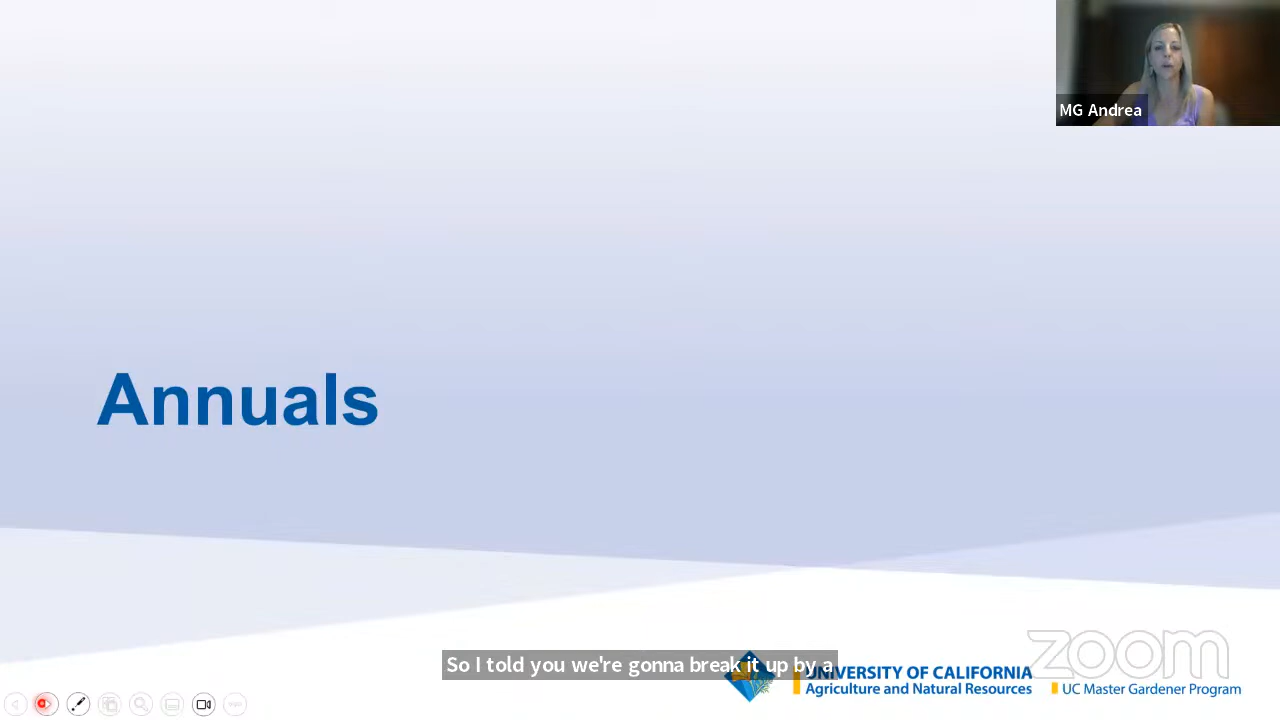 MG Andrea
Annuals
So I told you we're gonna break it up by a
UNIVERSITY OF CALIFORNIA
Agriculture and Natural Resources
UC Master Gardener Program
zoom